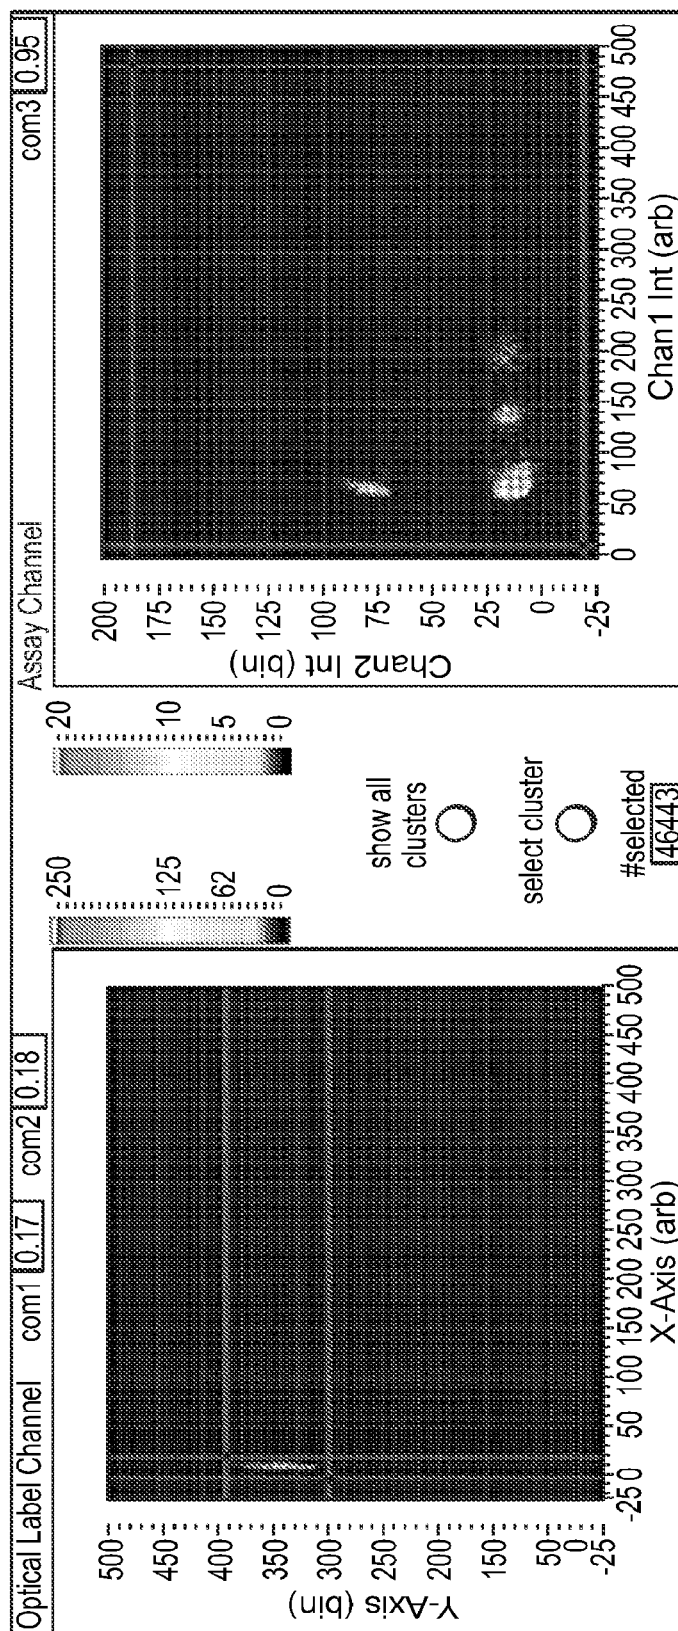 Optical Label Channel com1 0.17 com2 0.18
500
450
400
350
300
250
200
150
50
0
-25
Y-Axis (bin)
-25 0 50 100 150 200 250 300 350 400 450 500
X-Axis (arb)
250
125
62
0
20
10
5
0
show all
clusters
select cluster
#selected
46443
Assay Channel com3 0.95
200
175
150
125
100
75
50
25
0
-25
Chan2 Int (bin)
0 50 100 150 200 250 300 350 400 450 500
Chan1 Int (arb)